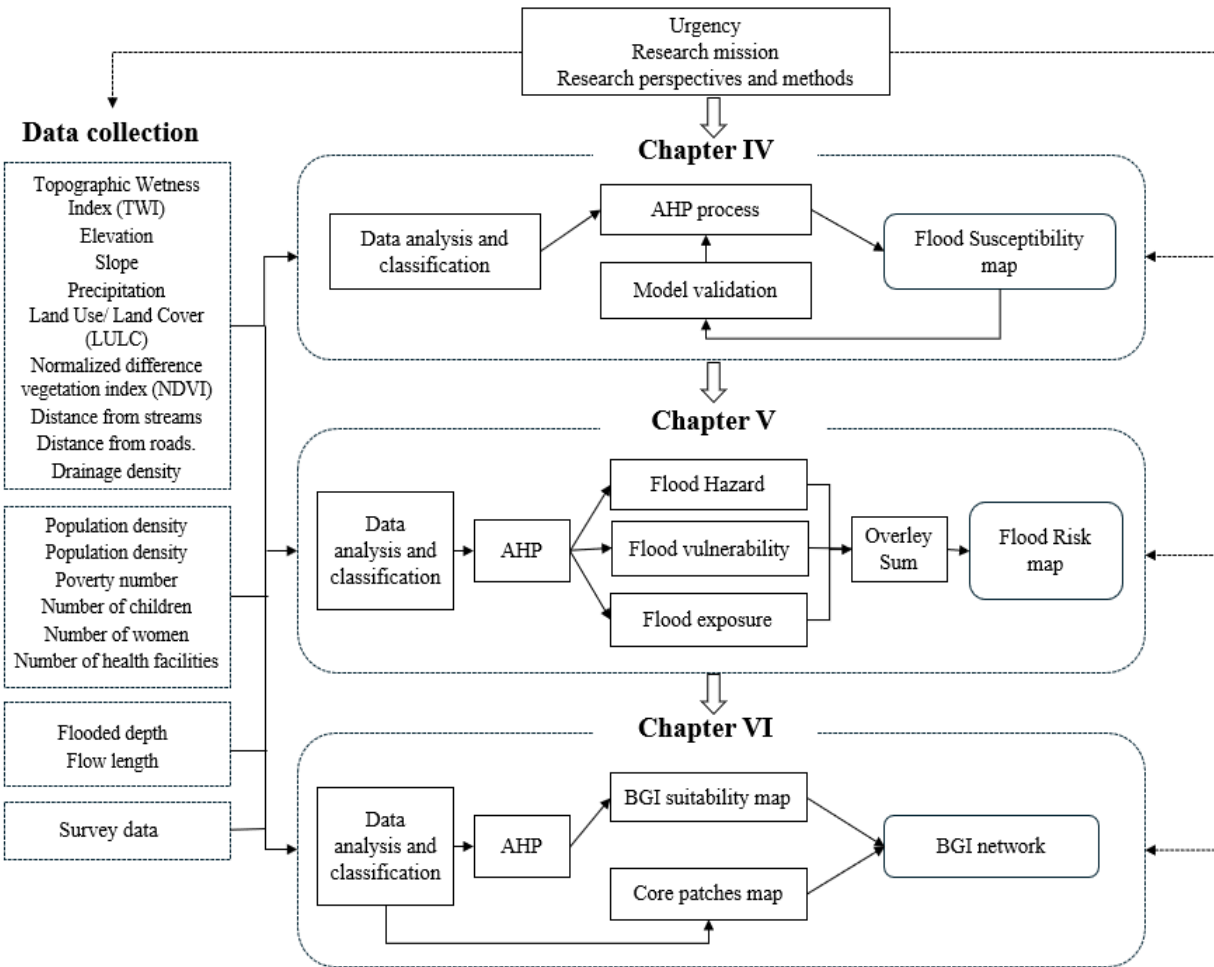 Urgency
Research mission
Research perspectives and methods
Data collection
Topographic Wetness
Index (TWI)
Elevation
Slope
Precipitation
Land Use/ Land Cover
(LULC)
Normalized difference
vegetation index (NDVI)
Distance from streams
Distance from roads.
Drainage density
Population density
Population density
Poverty number
Number of children
Number of women
Number of health facilities
Flooded depth
Flow length
Survey data
Chapter IV
Data analysis and
classification
AHP process
Model validation
Flood Susceptibility
map
Chapter V
Data
analysis and
classification
AHP
Flood Hazard
Flood vulnerability
Flood exposure
Overley
Sum
Flood Risk
map
Chapter VI
Data
analysis and
classification
AHP
BGI suitability map
Core patches map
BGI network